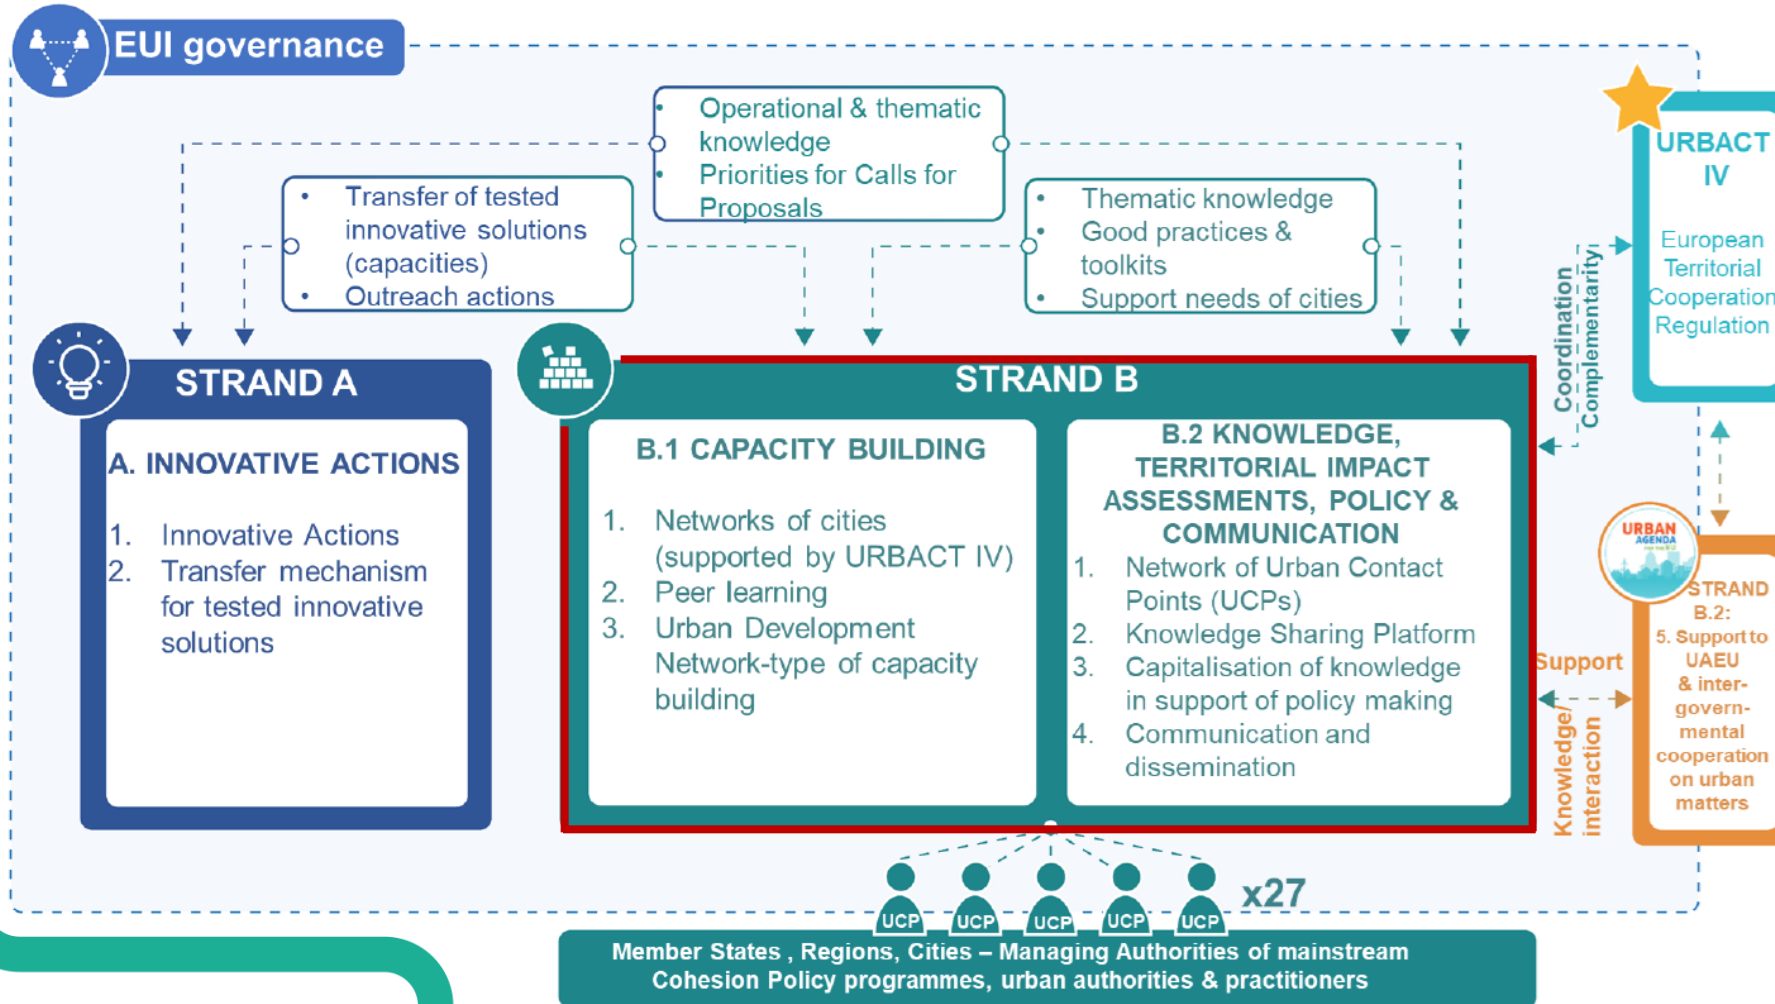 EUI governance
• Operational & thematic
knowledge
• Priorities for Calls for
Proposals
• Transfer of tested
innovative solutions
(capacities)
• Outreach actions
• Thematic knowledge
• Good practices &
toolkits
• Support needs of cities
STRAND A
A. INNOVATIVE ACTIONS
1. Innovative Actions
2. Transfer mechanism
for tested innovative
solutions
STRAND B
B.1 CAPACITY BUILDING
1. Networks of cities
(supported by URBACT IV)
2. Peer learning
3. Urban Development
Network-type of capacity
building
B.2 KNOWLEDGE,
TERRITORIAL IMPACT
ASSESSMENTS, POLICY &
COMMUNICATION
1. Network of Urban Contact
Points (UCPs)
2. Knowledge Sharing Platform
3. Capitalisation of knowledge
in support of policy making
4. Communication and
dissemination
Coordination
Complementarity
URBACT
IV
European
Territorial
Cooperation
Regulation
Support
Knowledge/
interaction
URBAN
AGENDA
STRAND
B.2:
5. Support to
UAEU
& inter-
govern-
mental
cooperation
on urban
matters
UCP
UCP
UCP
UCP
UCP
x27
Member States , Regions, Cities – Managing Authorities of mainstream
Cohesion Policy programmes, urban authorities & practitioners